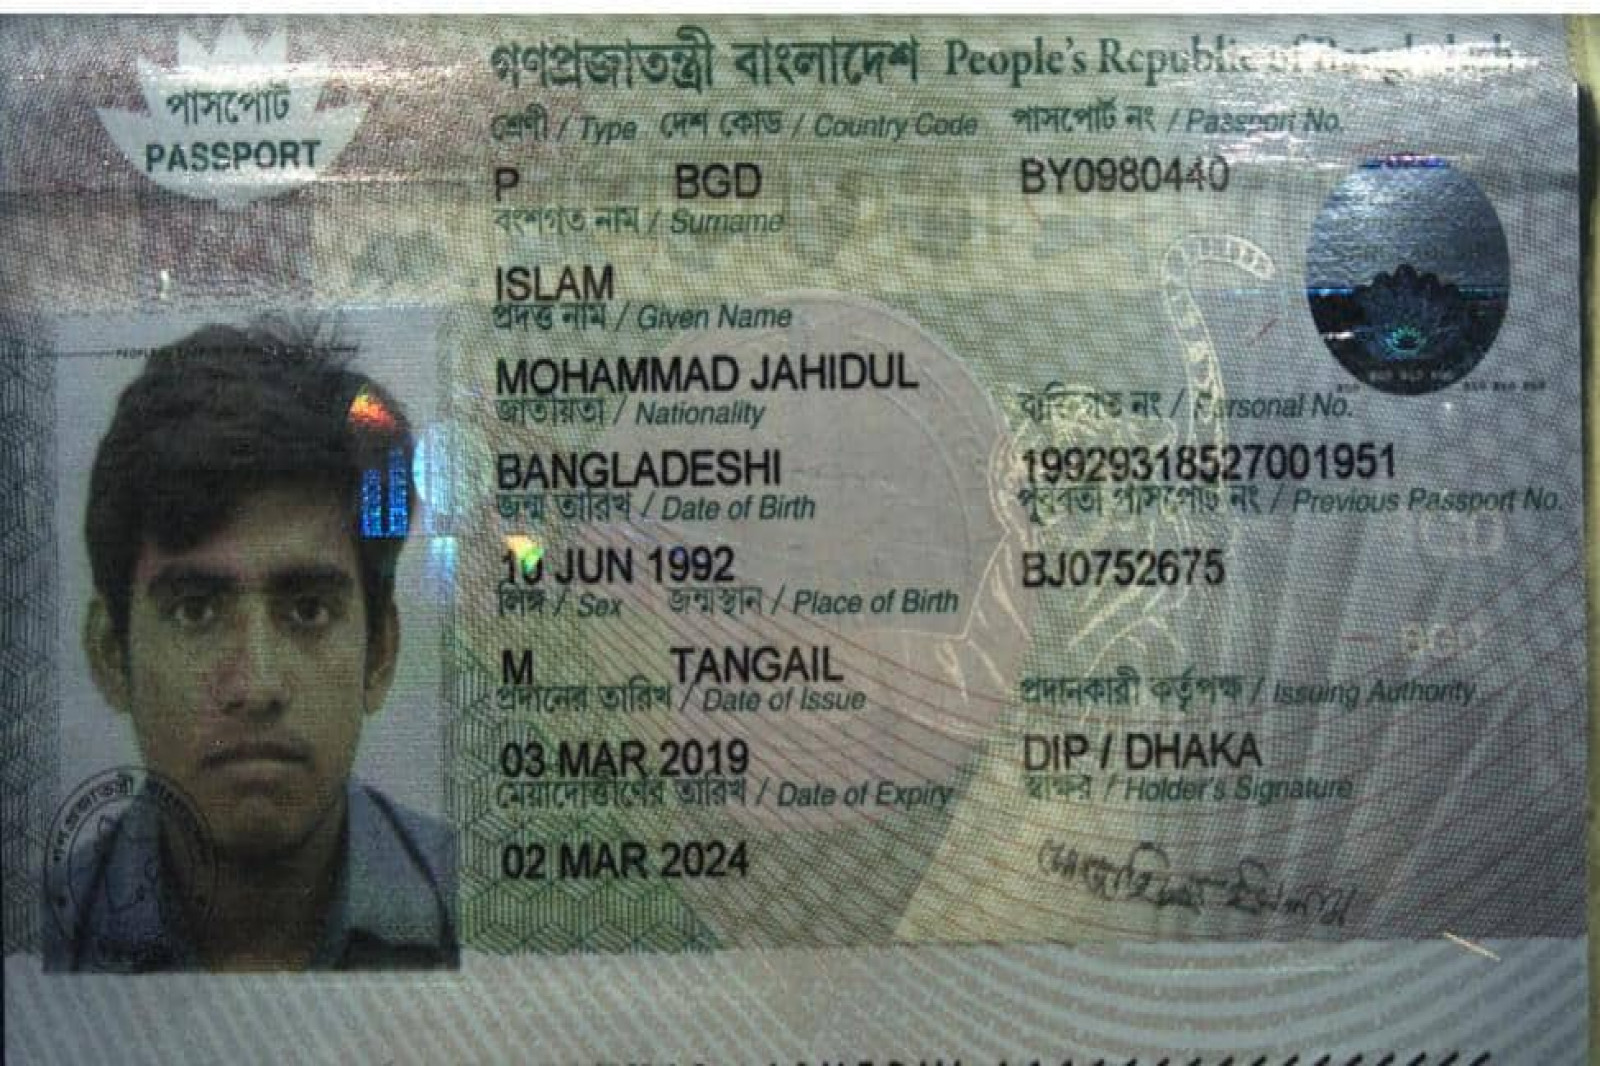 গণপ্রজাতন্ত্রী বাংলাদেশ People's Republic of Bangladesh
পাসপোর্ট
PASSPORT
শ্রেণী / Type দেশ কোড / Country Code পাসপোর্ট নং / Passport No.
P BGD BY0980440
বংশগত নাম / Surname
ISLAM
প্রদত্ত নাম / Given Name
MOHAMMAD JAHIDUL
জাতীয়তা / Nationality ব্যক্তিগত নং / Personal No.
BANGLADESHI 19929318527001951
জন্ম তারিখ / Date of Birth পূর্ববর্তী পাসপোর্ট নং / Previous Passport No.
10 JUN 1992 BJ0752675
লিঙ্গ / Sex জন্মস্থান / Place of Birth
M TANGAIL
প্রদানের তারিখ / Date of Issue প্রদানকারী কর্তৃপক্ষ / Issuing Authority
03 MAR 2019 DIP / DHAKA
মেয়াদোত্তীর্ণের তারিখ / Date of Expiry স্বাক্ষর / Holder's Signature
02 MAR 2024